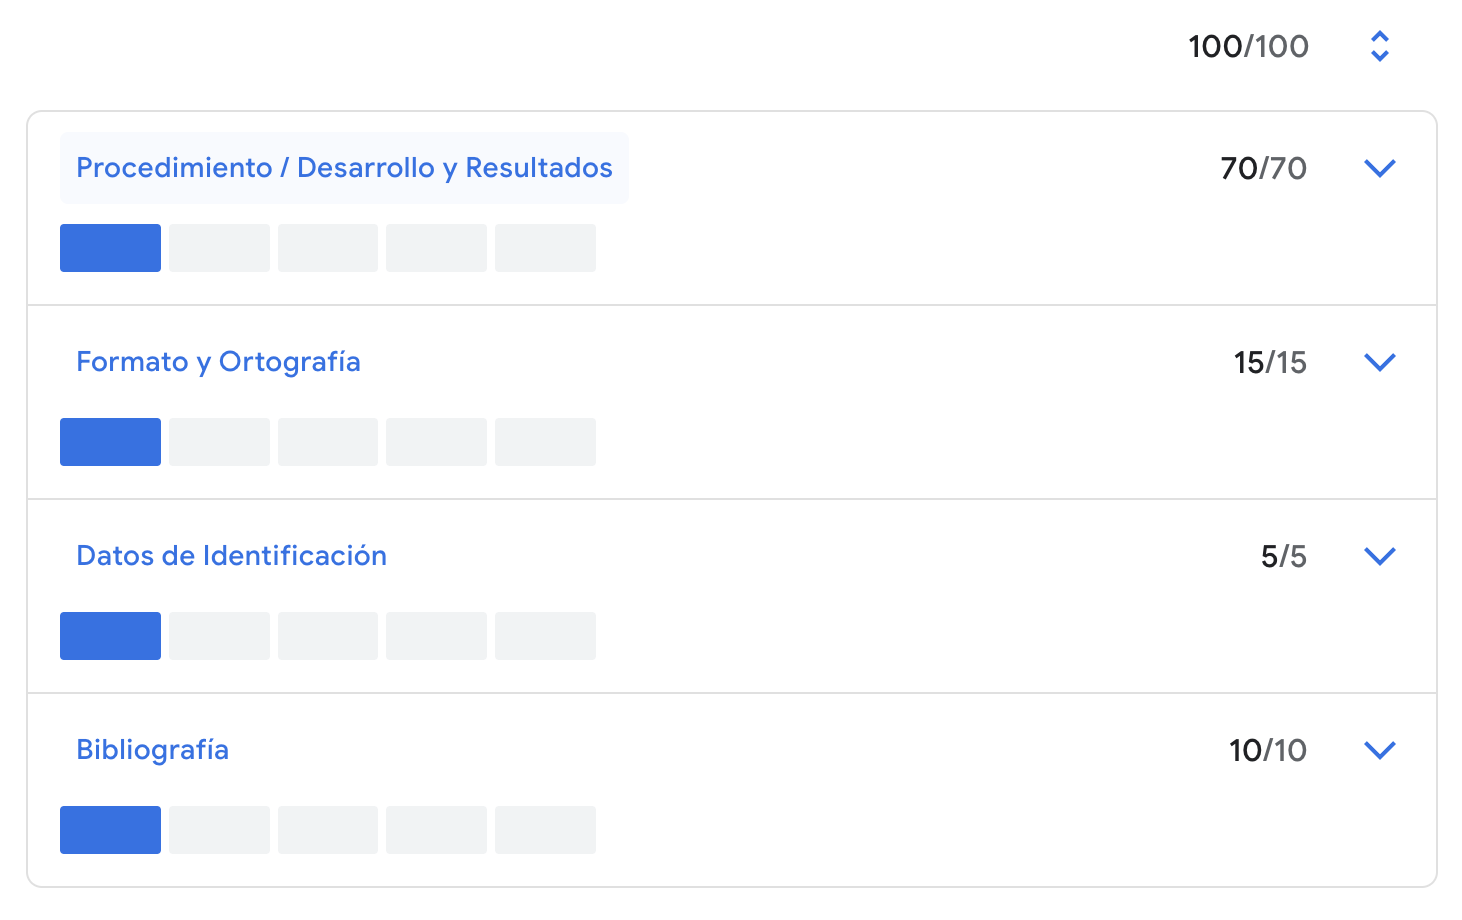 100/100
Procedimiento / Desarrollo y Resultados 70/70
Formato y Ortografía 15/15
Datos de Identificación 5/5
Bibliografía 10/10